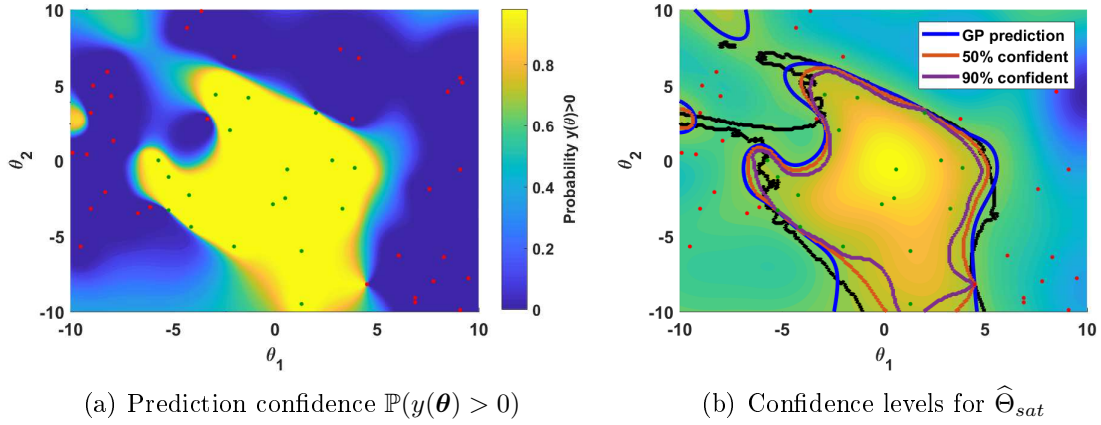 10
5
0
-5
-10
-10
-5
0
5
10
θ2
θ1
0.8
0.6
0.4
0.2
0
Probability y(θ)>0
10
5
0
-5
-10
-10
-5
0
5
10
θ2
θ1
GP prediction
50% confident
90% confident
(a) Prediction confidence ℙ(y(θ) > 0)
(b) Confidence levels for Θ̂sat